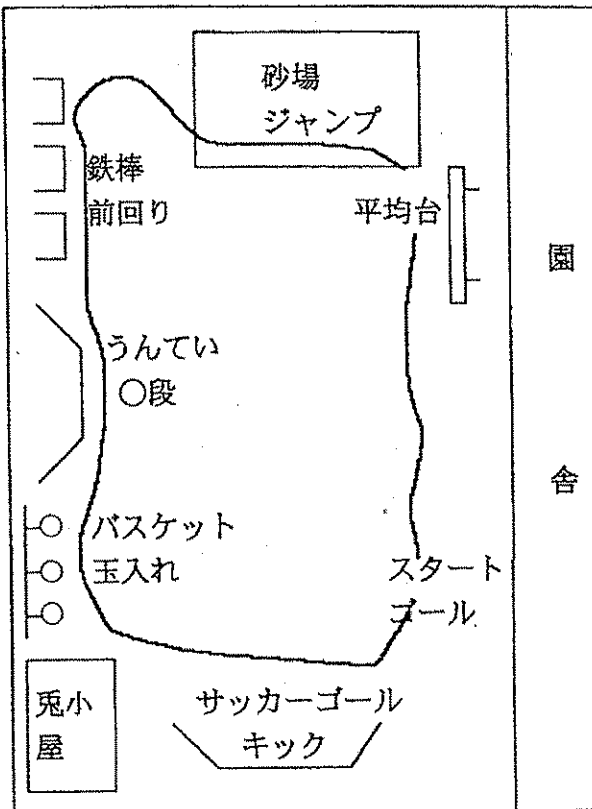 砂場
ジャンプ
鉄棒
前回り
平均台
園
舎
うんてい
○段
バスケット
玉入れ
スタート
ゴール
兎小
屋
サッカーゴール
キック